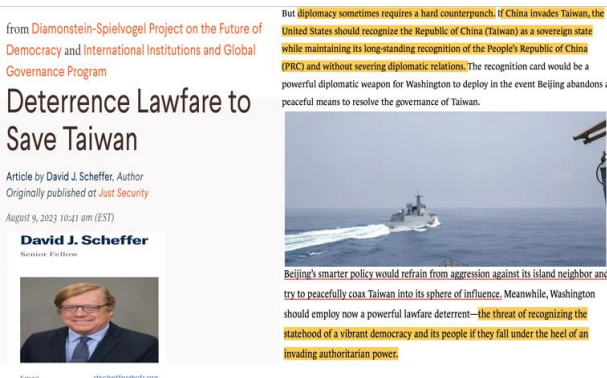 from Diamonstein-Spielvogel Project on the Future of
Democracy and International Institutions and Global
Governance Program
Deterrence Lawfare to
Save Taiwan
Article by David J. Scheffer, Author
Originally published at Just Security
August 9, 2023 10:41 am (EST)
David J. Scheffer
Senior Fellow
But diplomacy sometimes requires a hard counterpunch. If China invades Taiwan, the
United States should recognize the Republic of China (Taiwan) as a sovereign state
while maintaining its long-standing recognition of the People's Republic of China
(PRC) and without severing diplomatic relations. The recognition card would be a
powerful diplomatic weapon for Washington to deploy in the event Beijing abandons
peaceful means to resolve the governance of Taiwan.
Beijing's smarter policy would refrain from aggression against its island neighbor and
try to peacefully coax Taiwan into its sphere of influence. Meanwhile, Washington
should employ now a powerful lawfare deterrent—the threat of recognizing the
statehood of a vibrant democracy and its people if they fall under the heel of an
invading authoritarian power.